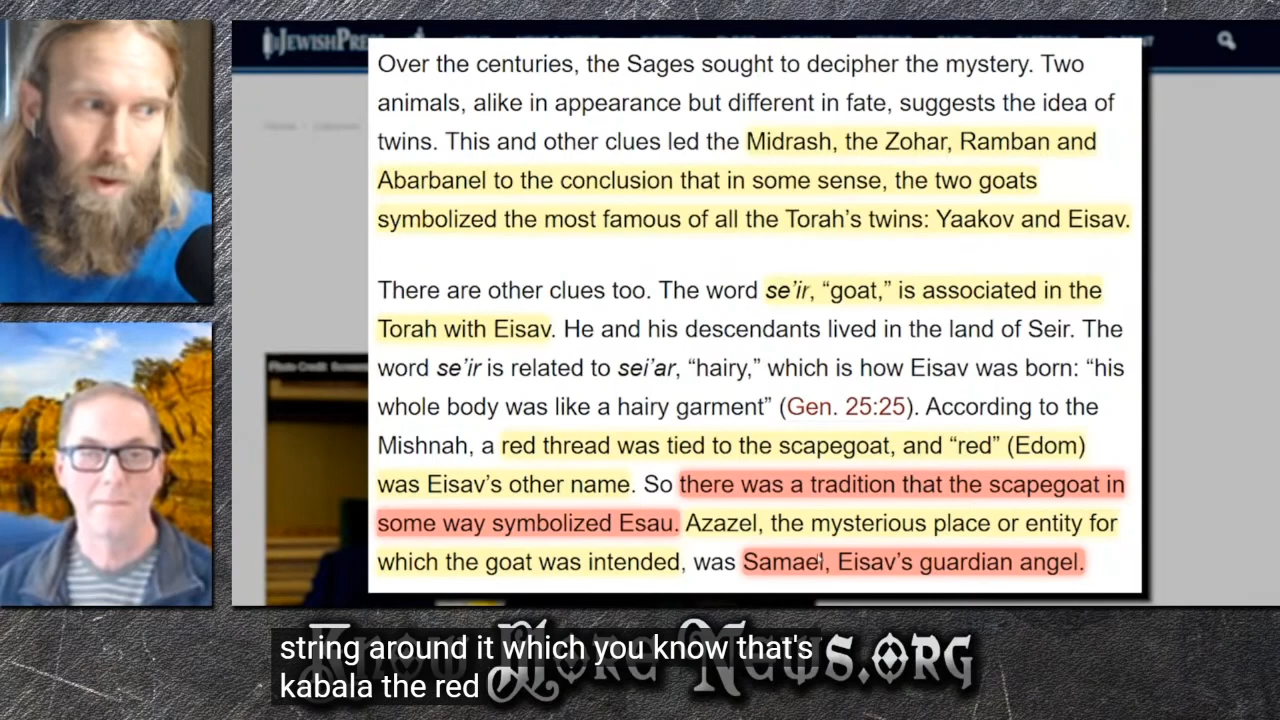 JEWISHPRE
Over the centuries, the Sages sought to decipher the mystery. Two
animals, alike in appearance but different in fate, suggests the idea of
twins. This and other clues led the Midrash, the Zohar, Ramban and
Abarbanel to the conclusion that in some sense, the two goats
symbolized the most famous of all the Torah’s twins: Yaakov and Eisav.
There are other clues too. The word se’ir, “goat,” is associated in the
Torah with Eisav. He and his descendants lived in the land of Seir. The
word se’ir is related to sei’ar, “hairy,” which is how Eisav was born: “his
whole body was like a hairy garment” (Gen. 25:25). According to the
Mishnah, a red thread was tied to the scapegoat, and “red” (Edom)
was Eisav’s other name. So there was a tradition that the scapegoat in
some way symbolized Esau. Azazel, the mysterious place or entity for
which the goat was intended, was Samael, Eisav’s guardian angel.
Photo Credit:
string around it which you know that's
kabala the red
Know More News.org